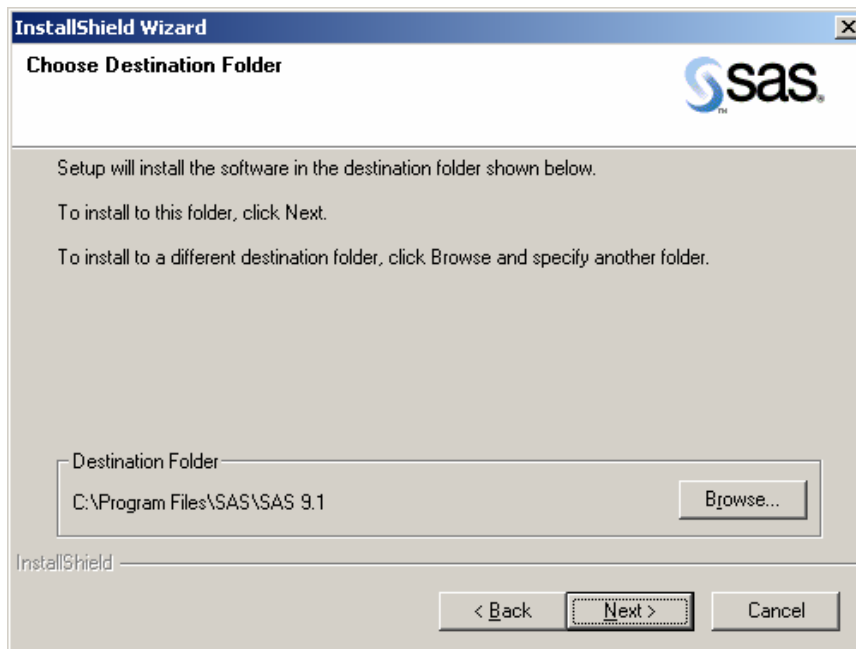 InstallShield Wizard
Choose Destination Folder
sas®
TM
Setup will install the software in the destination folder shown below.
To install to this folder, click Next.
To install to a different destination folder, click Browse and specify another folder.
Destination Folder
C:\Program Files\SAS\SAS 9.1
Browse...
InstallShield
< Back
Next >
Cancel